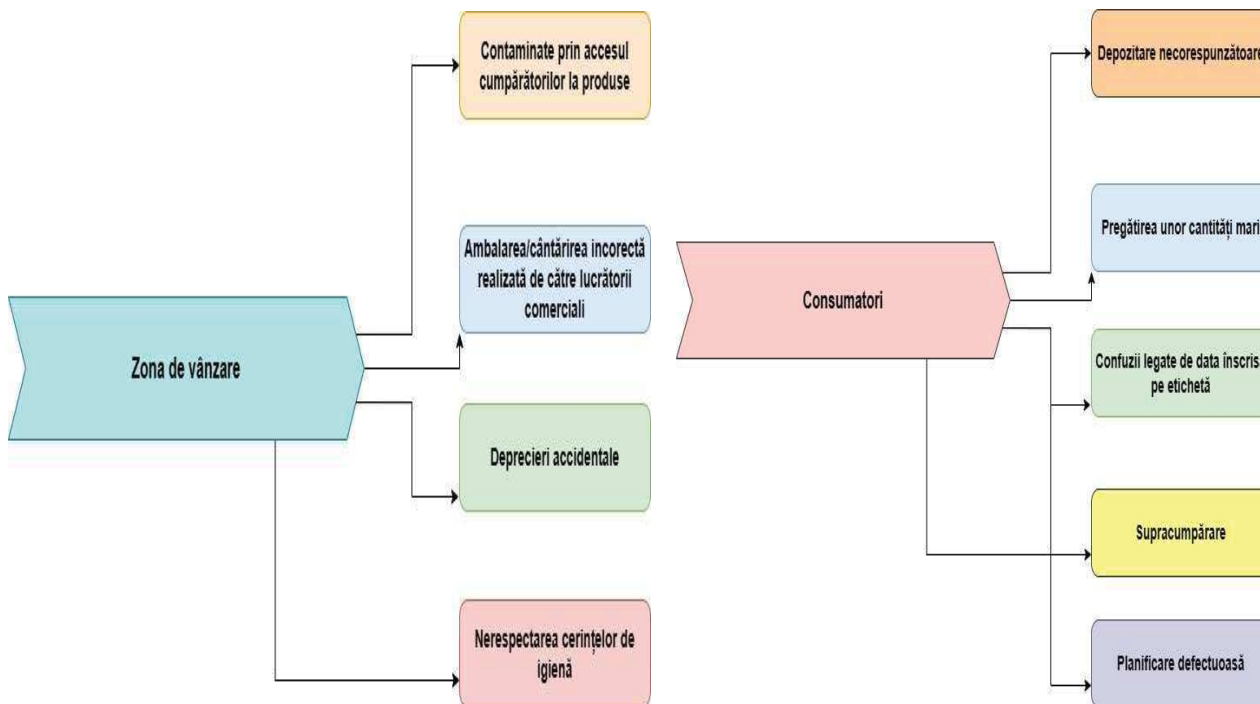 Zona de vânzare
Contaminate prin accesul
cumpărătorilor la produse
Ambalarea/cântărirea incorectă
realizată de către lucrătorii
comerciali
Deprecieri accidentale
Nerespectarea cerințelor de
igienă
Consumatori
Depozitare necorespunzătoare
Pregătirea unor cantități mari
Confuzii legate de data înscris
pe etichetă
Supracumpărare
Planificare defectuoasă